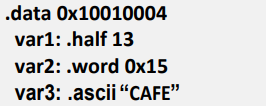 .data 0x10010004
var1: .half 13
var2: .word 0x15
var3: .ascii “CAFE”